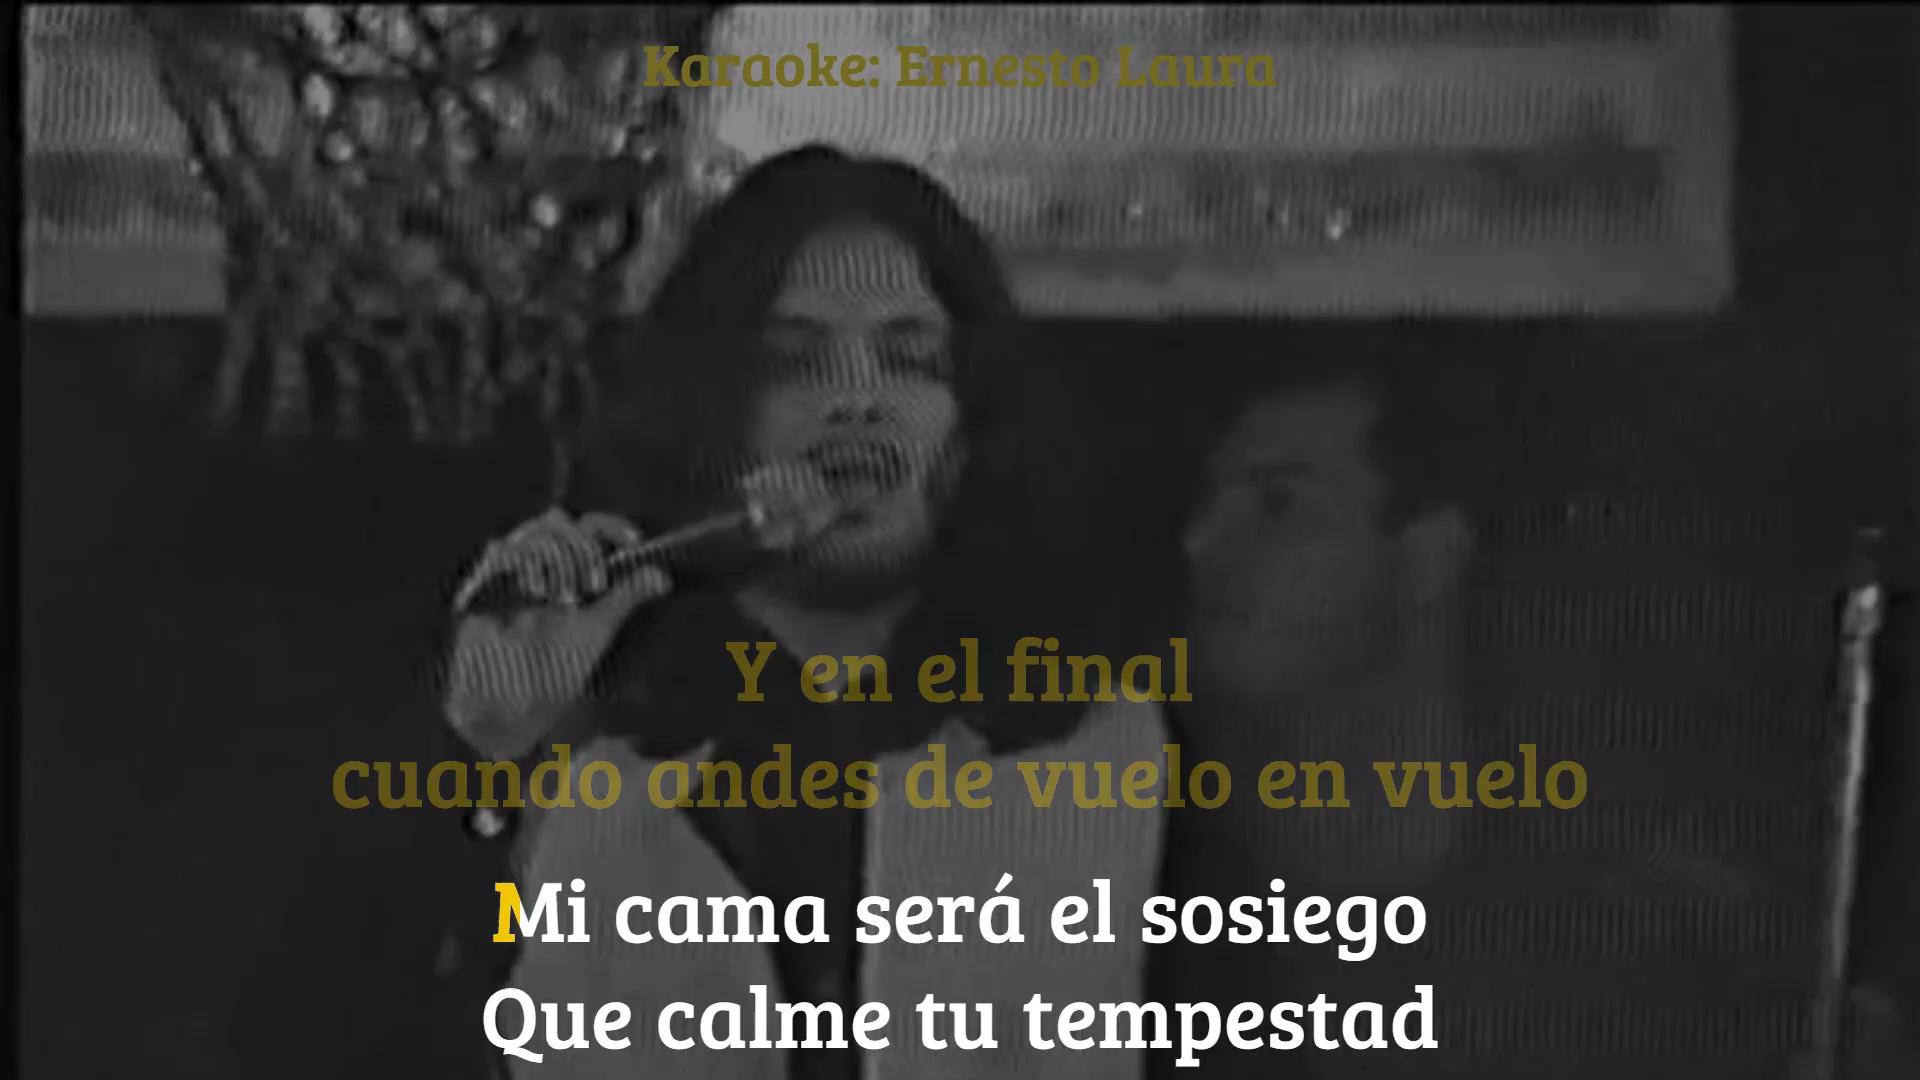 Karaoke: Ernesto Laura
Y en el final
cuando andes de vuelo en vuelo
Mi cama será el sosiego
Que calme tu tempestad